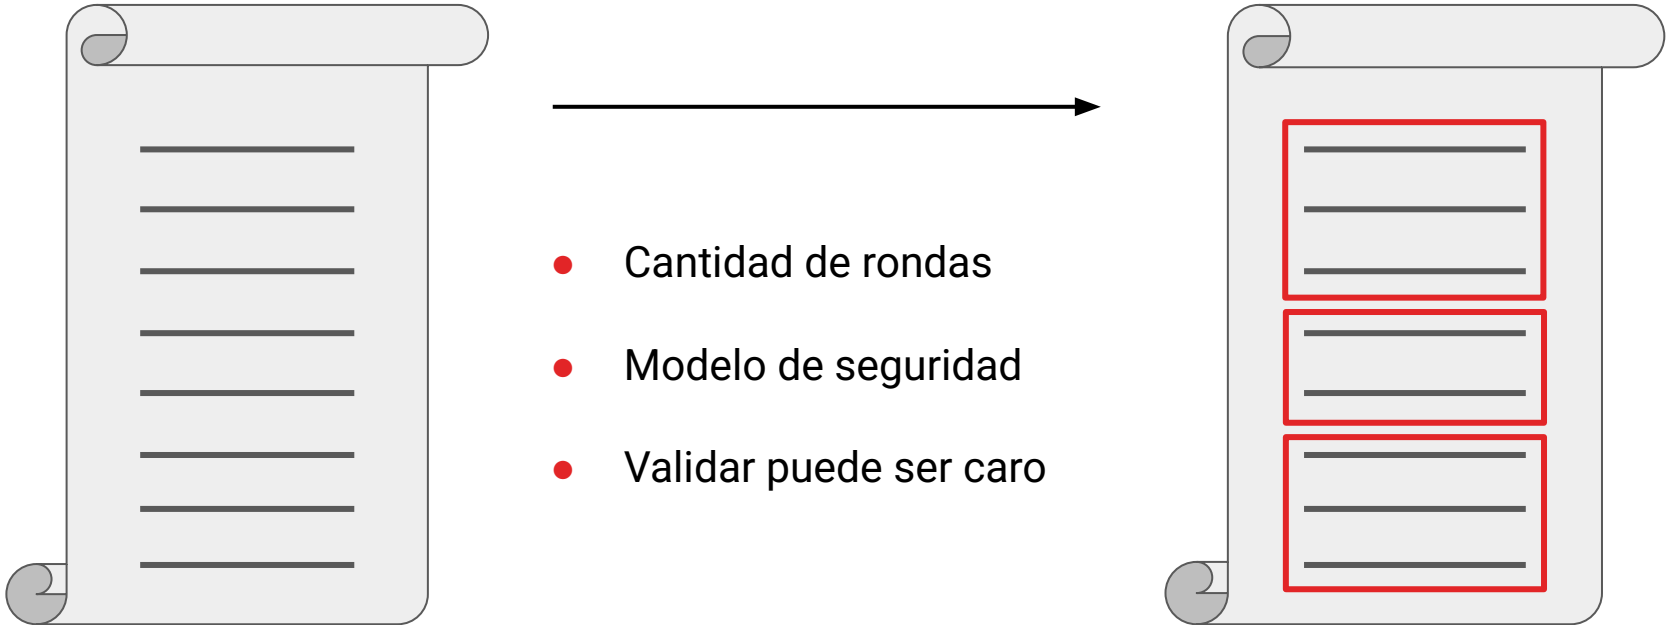 Cantidad de rondas
Modelo de seguridad
Validar puede ser caro